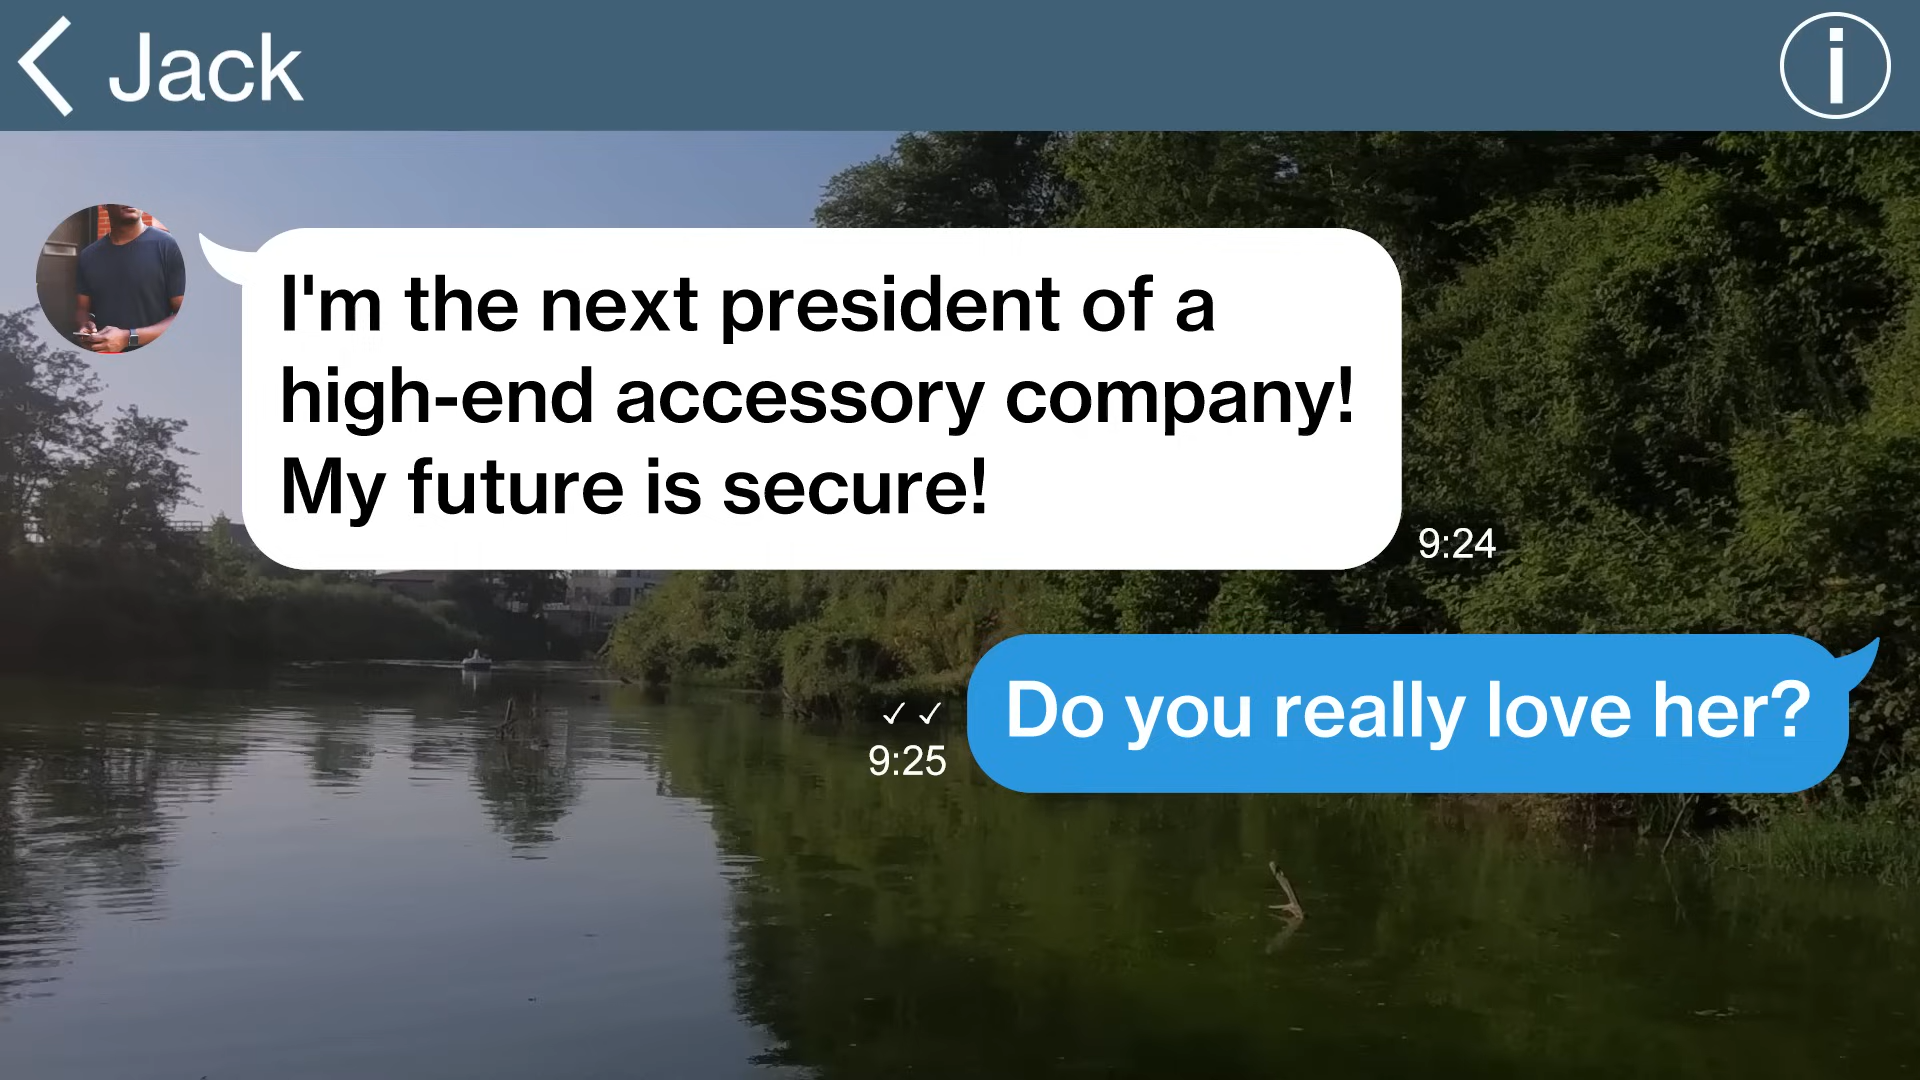 Jack
I'm the next president of a
high-end accessory company!
My future is secure!
9:24
Do you really love her?
✓ ✓
9:25